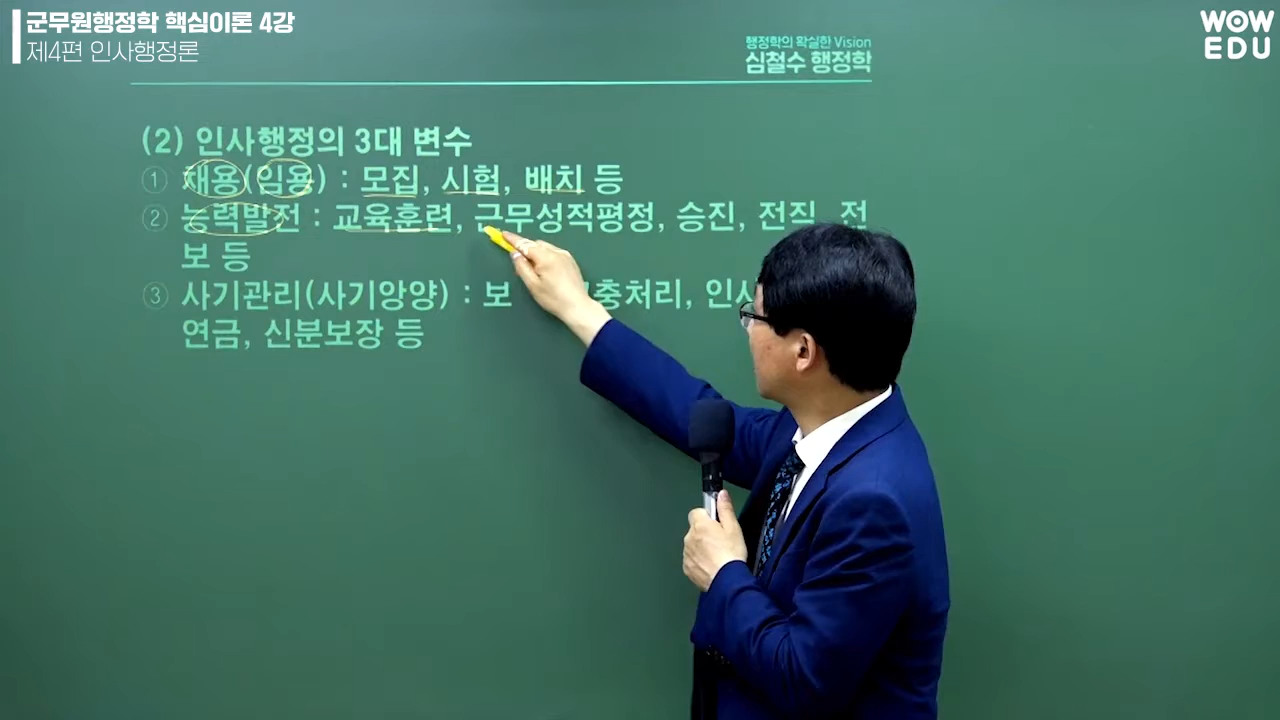 군무원행정학 핵심이론 4강
제4편 인사행정론
WOW
EDU
행정학의 확실한 Vision
심철수 행정학
(2) 인사행정의 3대 변수
① 채용(임용) : 모집, 시험, 배치 등
② 능력발전 : 교육훈련, 근무성적평정, 승진, 전직, 전
보 등
③ 사기관리(사기앙양) : 보 충처리, 인사
연금, 신분보장 등